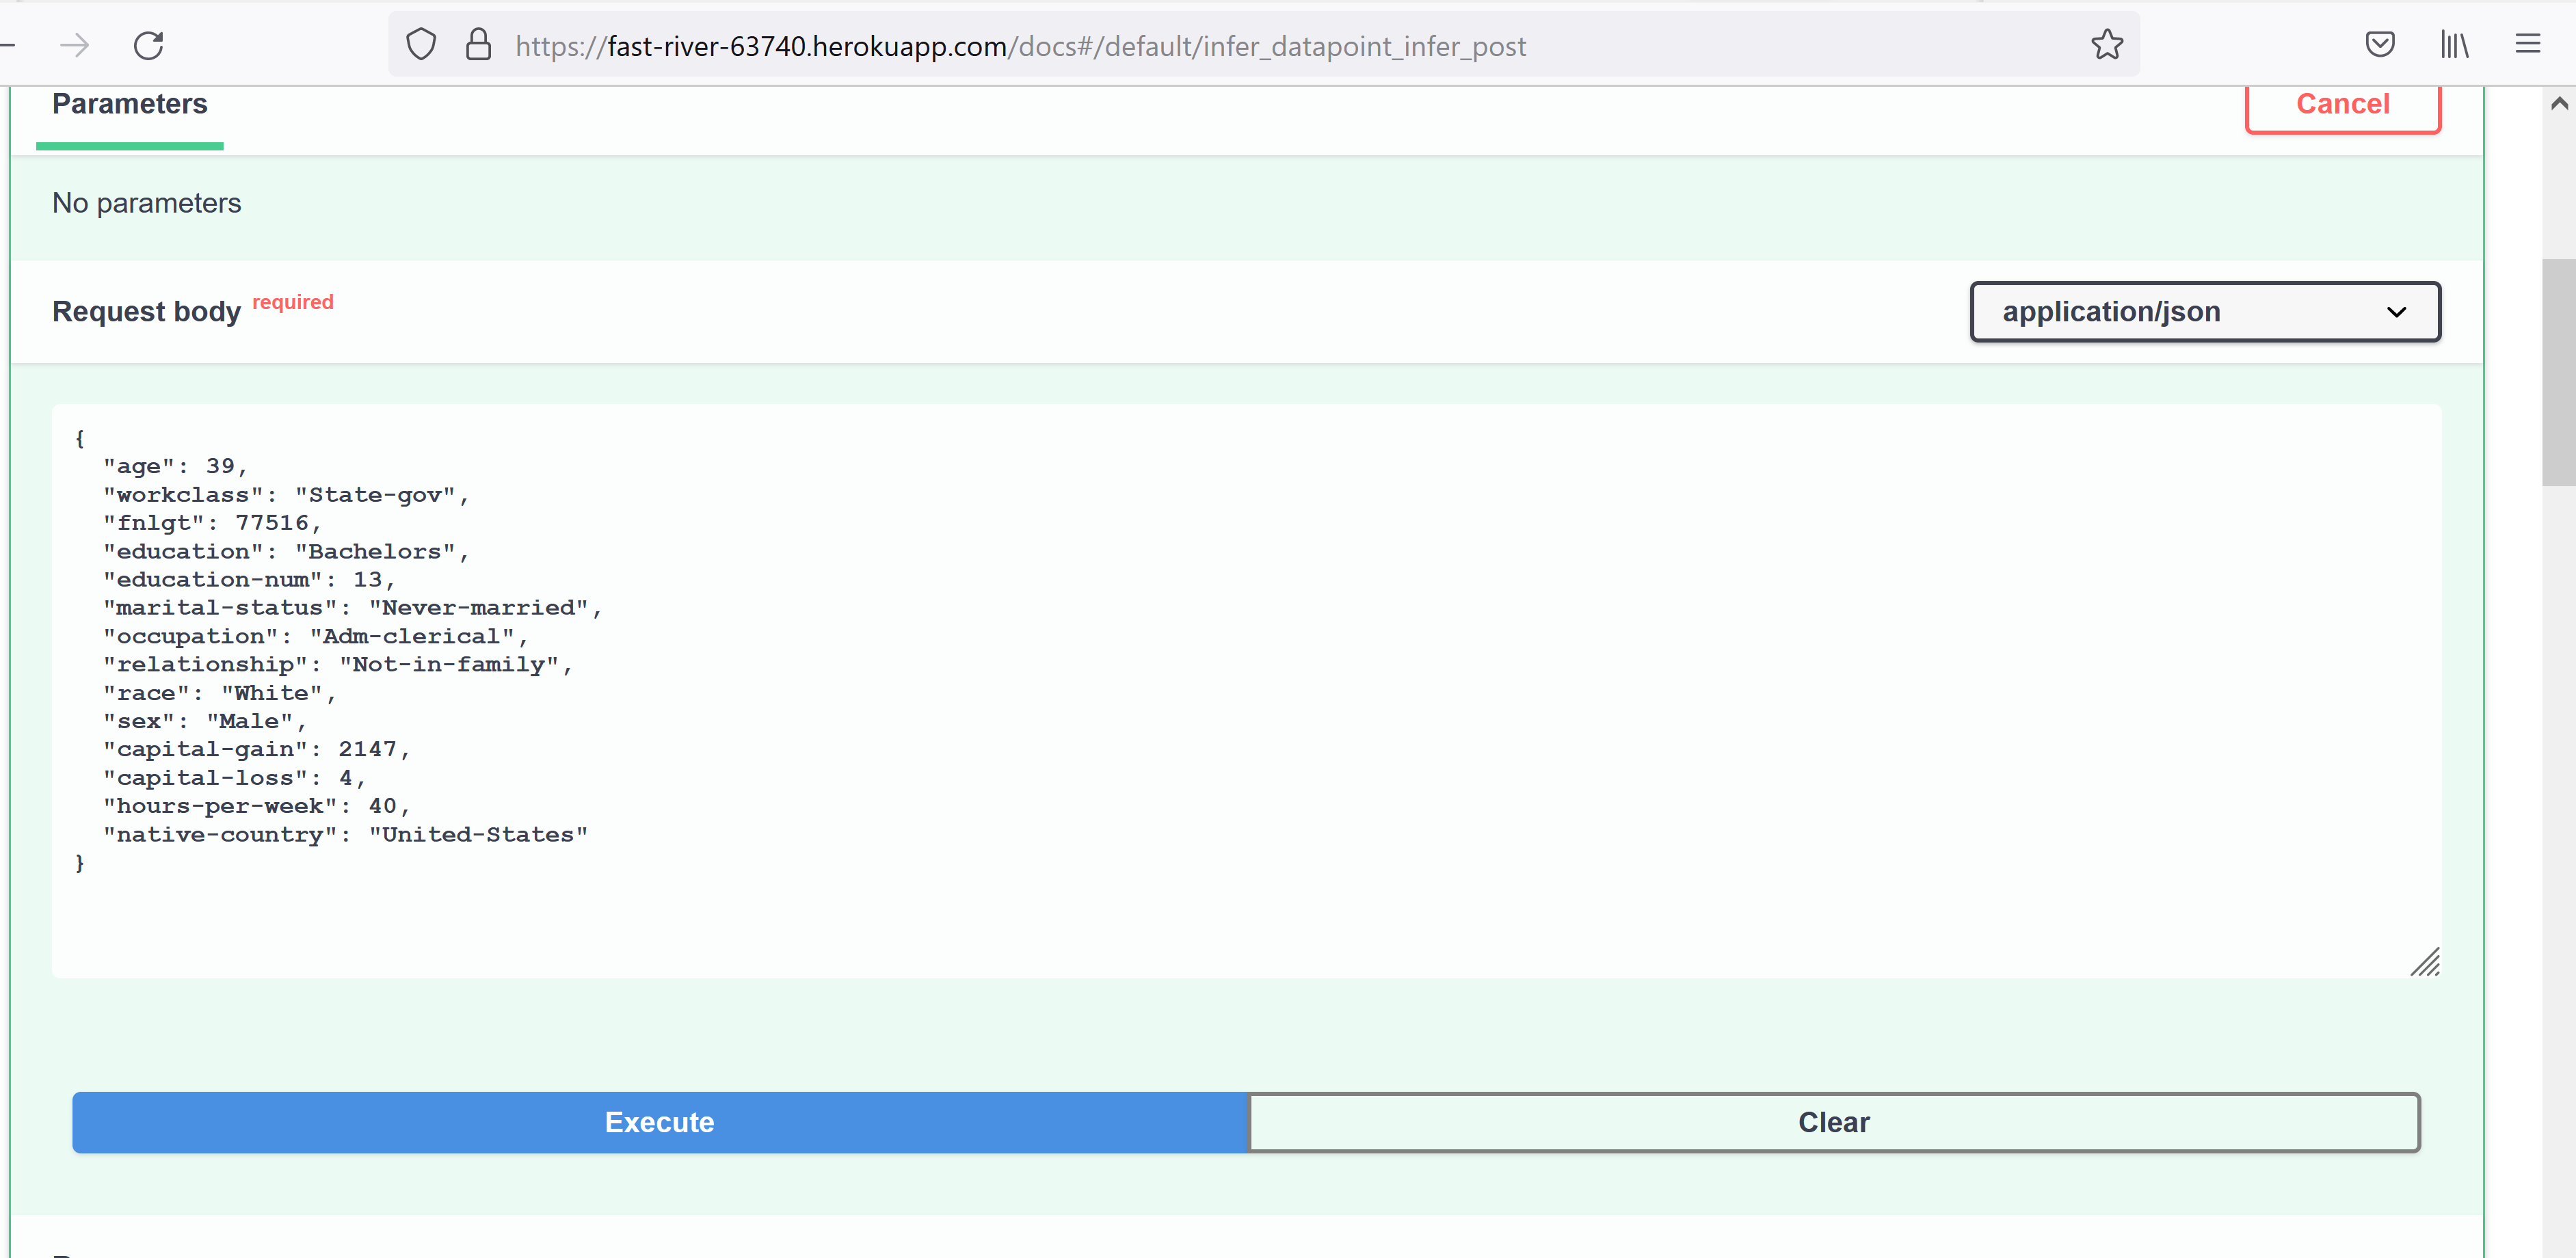 https://fast-river-63740.herokuapp.com/docs#/default/infer_datapoint_infer_post
Parameters
Cancel
No parameters
Request body required
application/json
{
  "age": 39,
  "workclass": "State-gov",
  "fnlgt": 77516,
  "education": "Bachelors",
  "education-num": 13,
  "marital-status": "Never-married",
  "occupation": "Adm-clerical",
  "relationship": "Not-in-family",
  "race": "White",
  "sex": "Male",
  "capital-gain": 2147,
  "capital-loss": 4,
  "hours-per-week": 40,
  "native-country": "United-States"
}
Execute
Clear